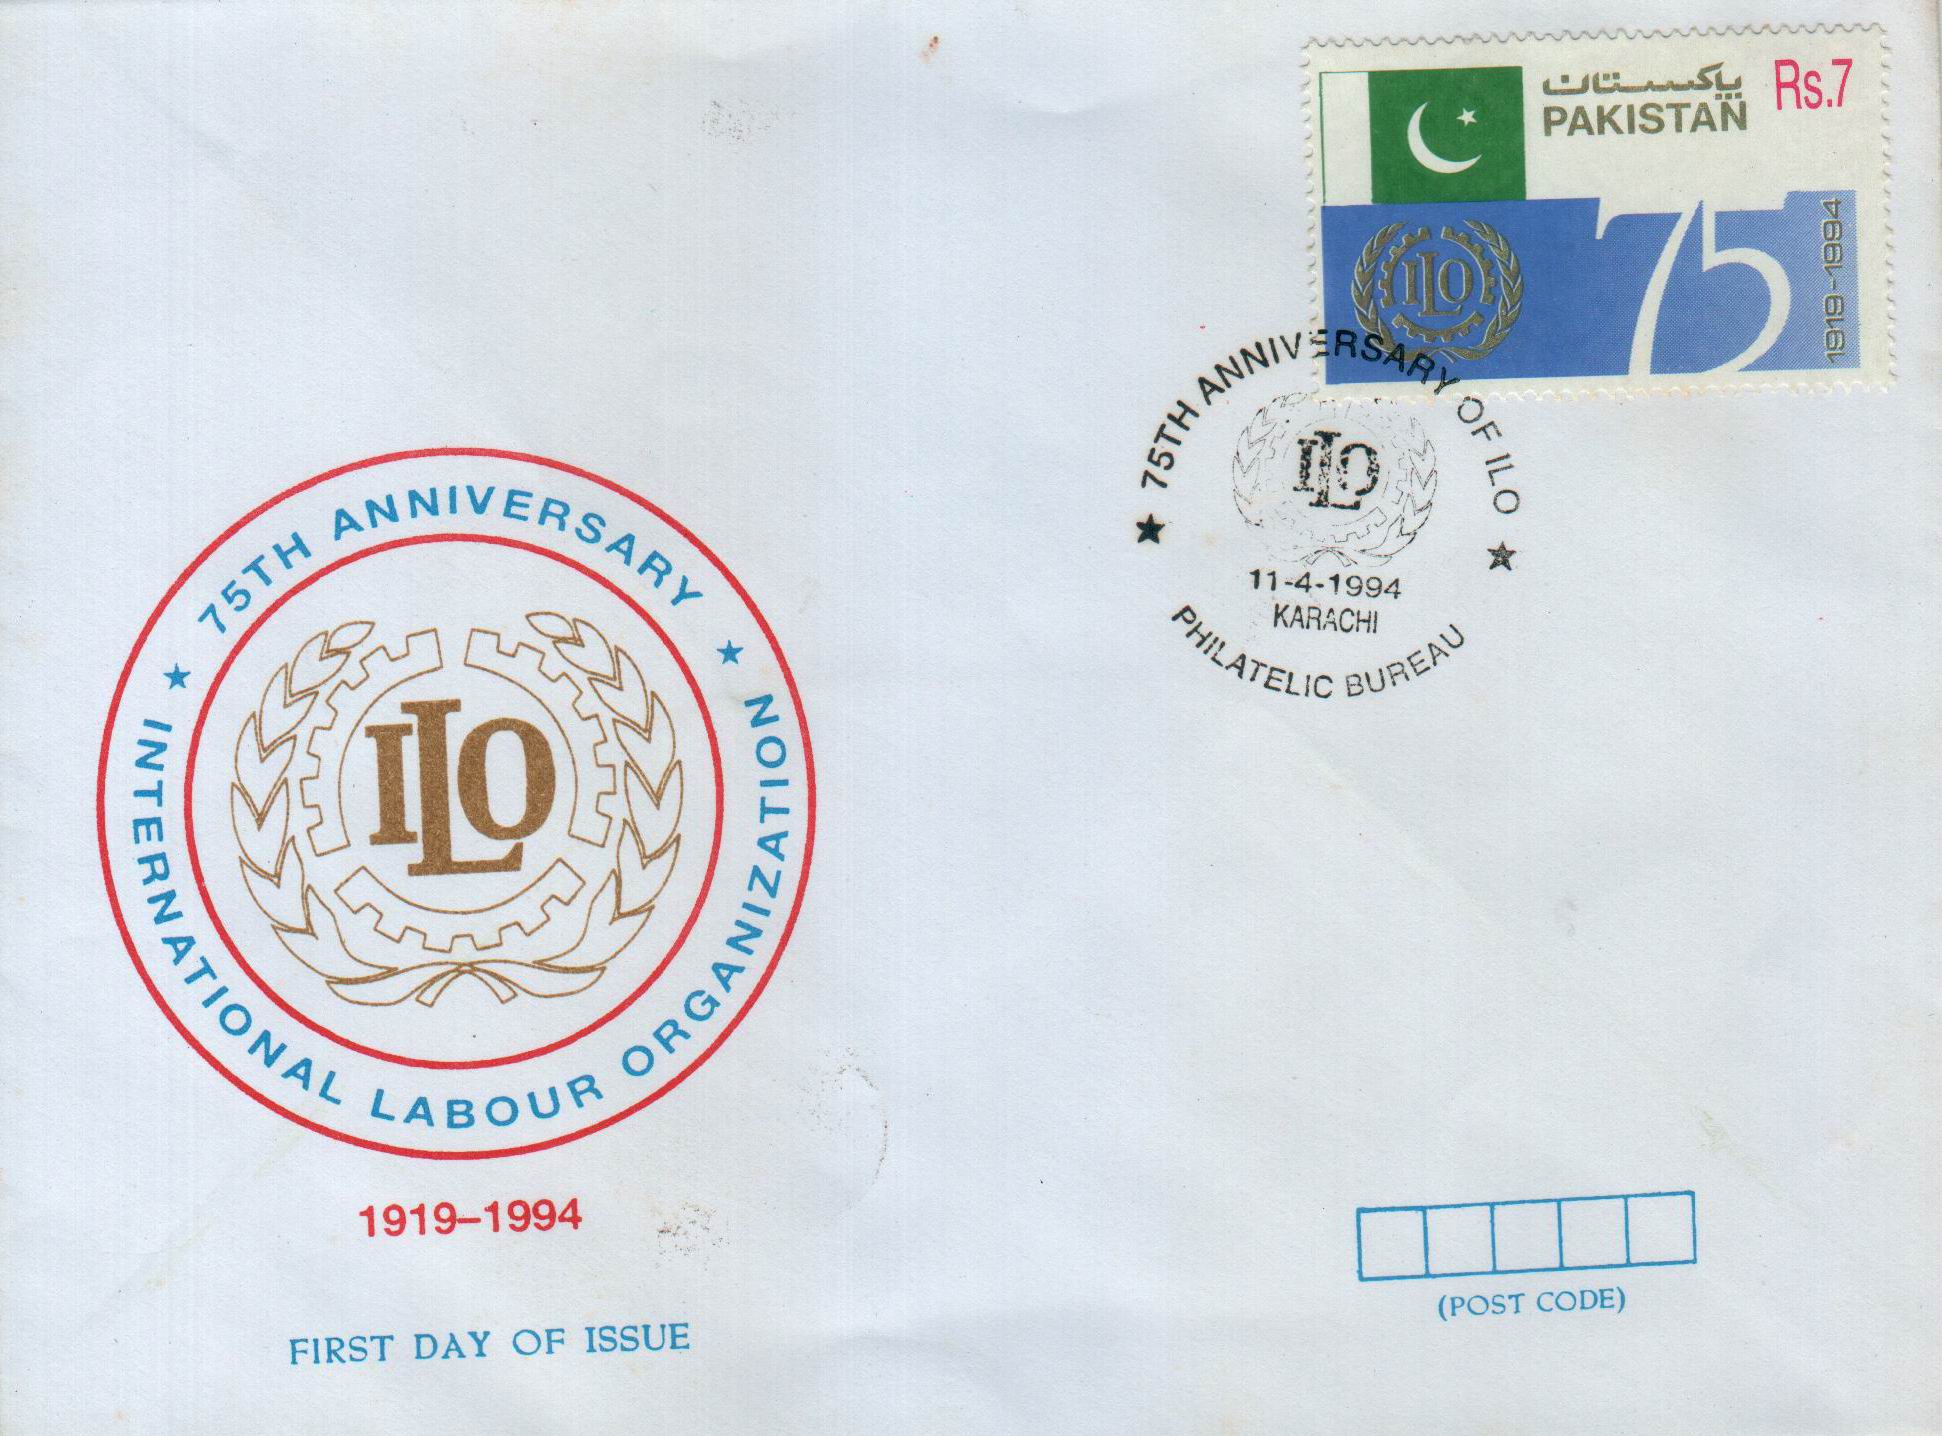 پاکستان
PAKISTAN
Rs.7
ILO
75
1919-1994
75TH ANNIVERSARY OF ILO
ILO
11-4-1994
KARACHI
PHILATELIC BUREAU
75TH ANNIVERSARY
INTERNATIONAL LABOUR ORGANIZATION
ILO
1919-1994
FIRST DAY OF ISSUE
(POST CODE)